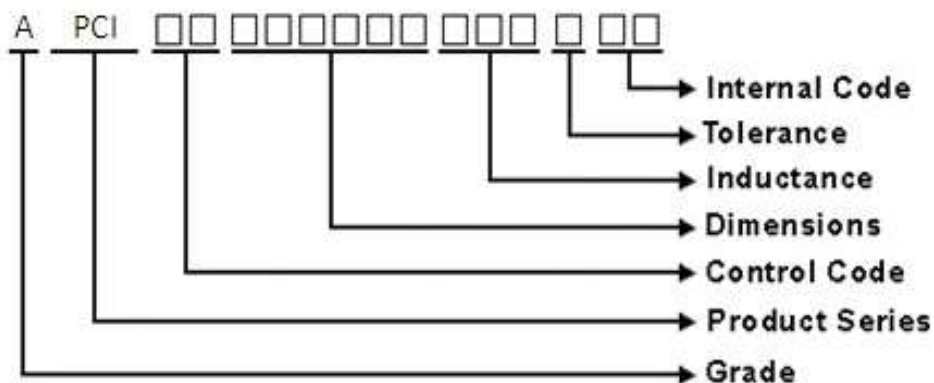 A PCI □□ □□□□□□ □□□ □ □□
Internal Code
Tolerance
Inductance
Dimensions
Control Code
Product Series
Grade